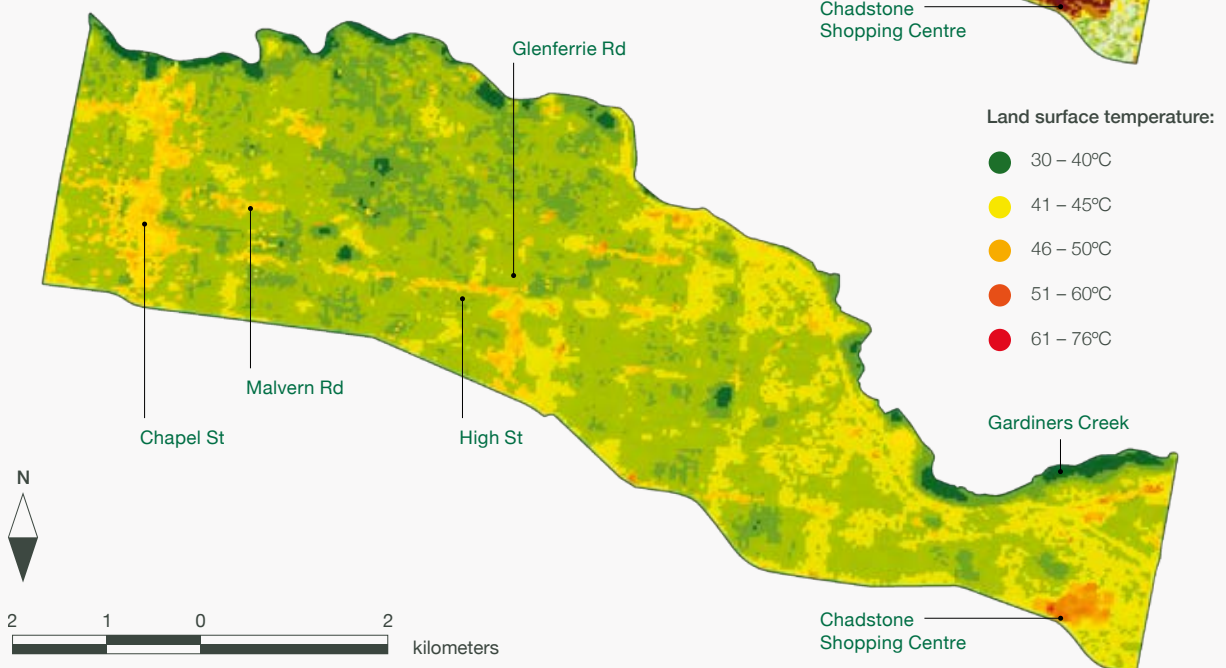 Chadstone
Shopping Centre
Glenferrie Rd
Land surface temperature:
30 – 40ºC
41 – 45ºC
46 – 50ºC
51 – 60ºC
61 – 76ºC
Malvern Rd
Chapel St
High St
Gardiners Creek
N
2 1 0 2
kilometers
Chadstone
Shopping Centre